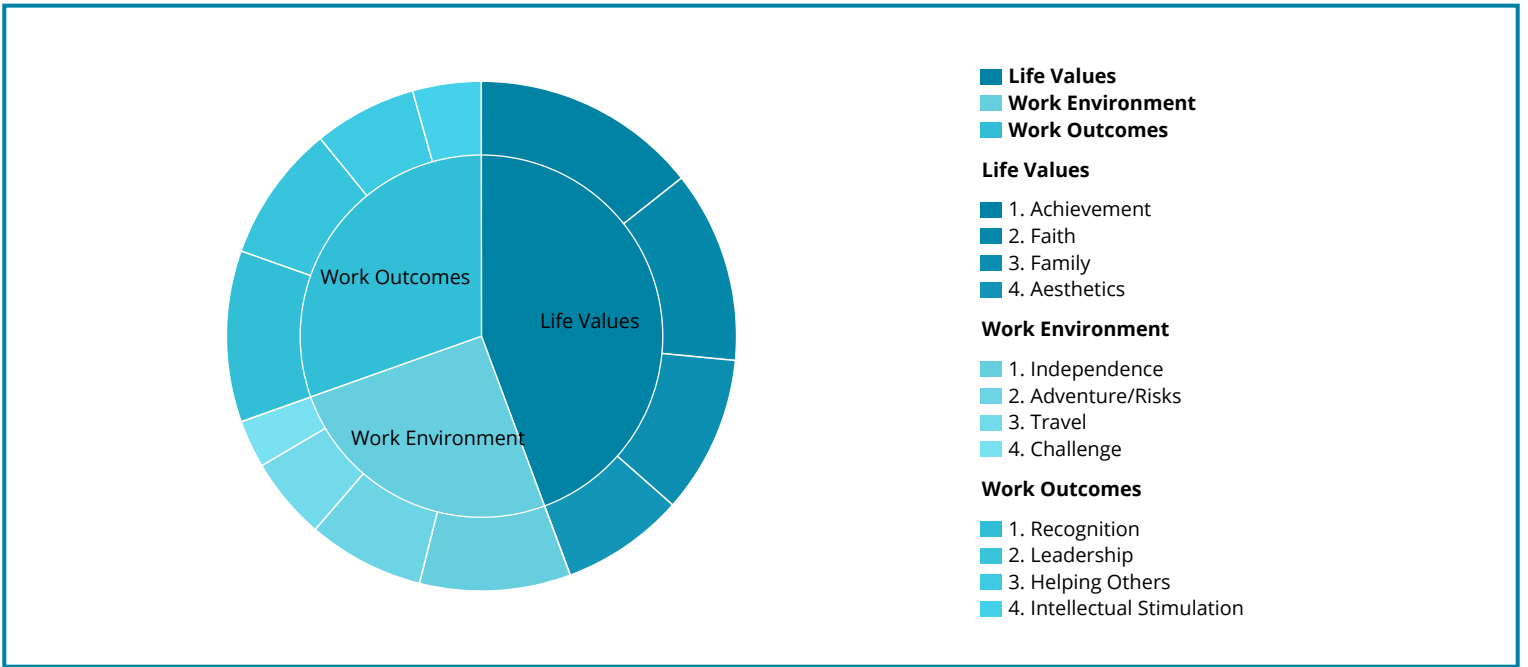 Work Outcomes
Life Values
Work Environment
Life Values
Work Environment
Work Outcomes
Life Values
1. Achievement
2. Faith
3. Family
4. Aesthetics
Work Environment
1. Independence
2. Adventure/Risks
3. Travel
4. Challenge
Work Outcomes
1. Recognition
2. Leadership
3. Helping Others
4. Intellectual Stimulation